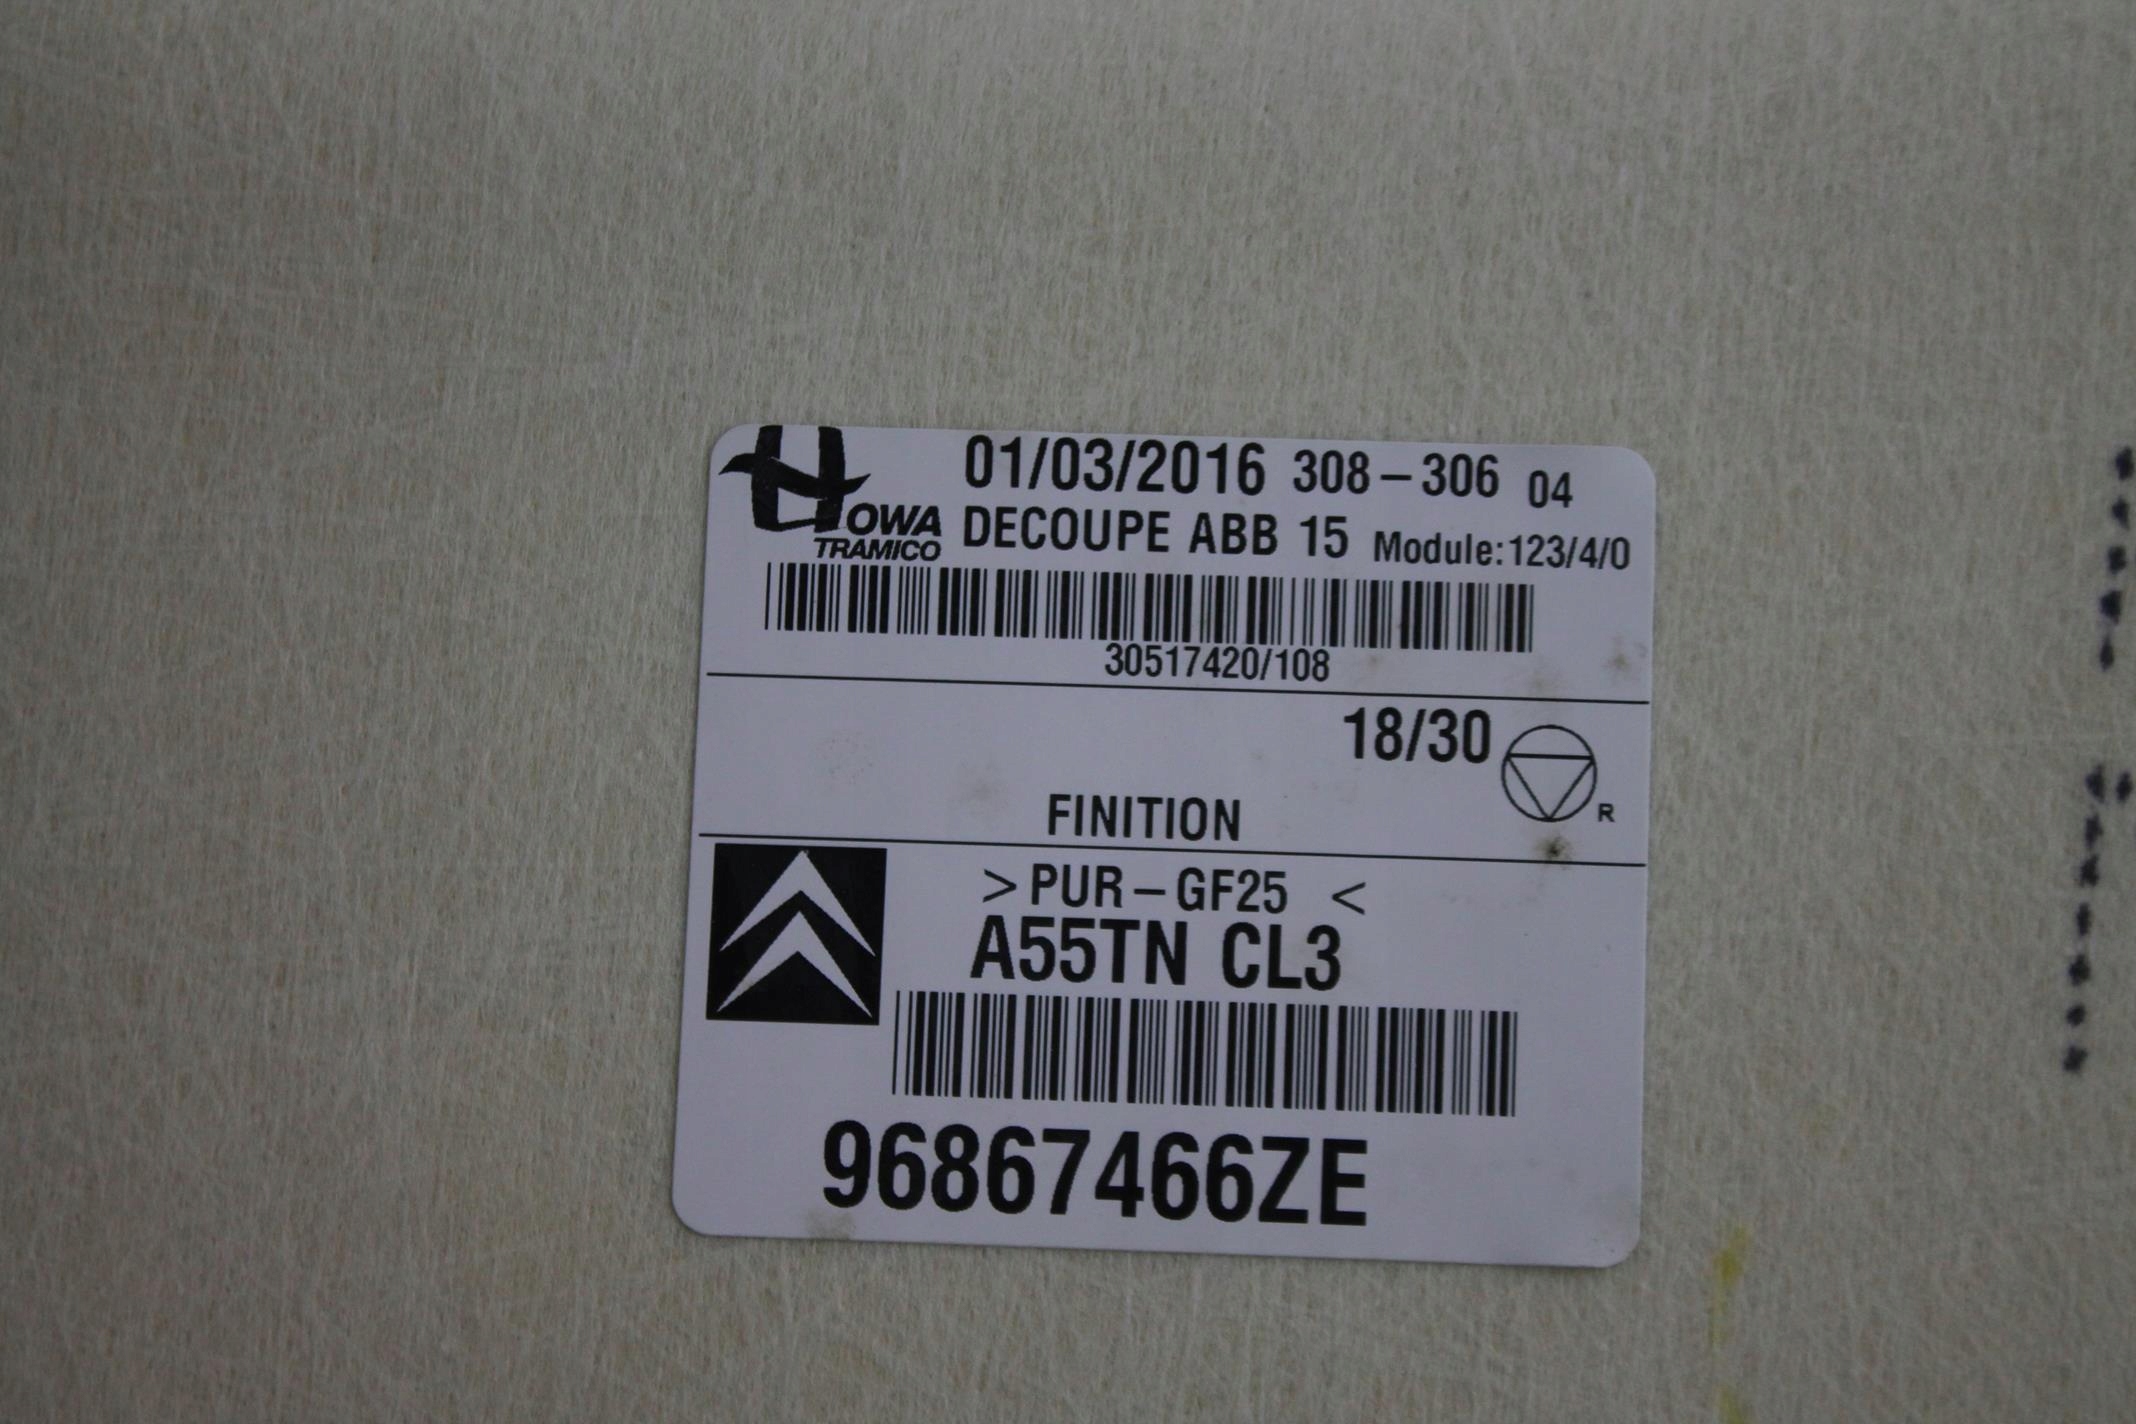 01/03/2016 308-306 04
HOWA TRAMICO
DECOUPE ABB 15 Module:123/4/0
30517420/108
18/30
R
FINITION
>PUR-GF25 <
A55TN CL3
96867466ZE